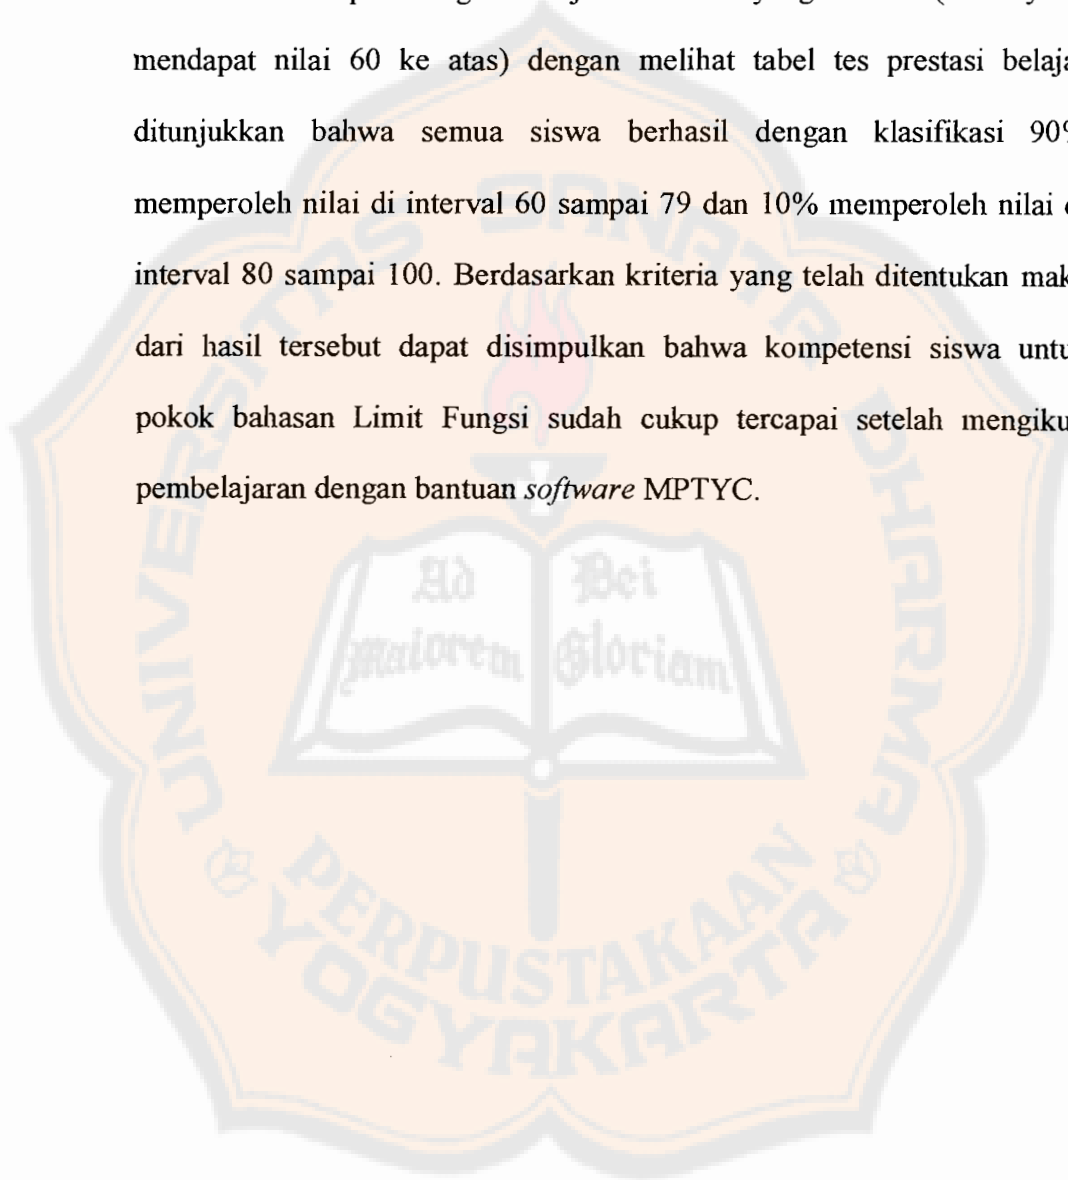 mendapat nilai 60 ke atas) dengan melihat tabel tes prestasi belaja
ditunjukkan bahwa semua siswa berhasil dengan klasifikasi 90%
memperoleh nilai di interval 60 sampai 79 dan 10% memperoleh nilai
interval 80 sampai 100. Berdasarkan kriteria yang telah ditentukan mak
dari hasil tersebut dapat disimpulkan bahwa kompetensi siswa untu
pokok bahasan Limit Fungsi sudah cukup tercapai setelah mengiku
pembelajaran dengan bantuan software MPTYC.
UNIVERSITAS SANATA DHARMA
Ad Dei
Maiorem Gloriam
PERPUSTAKAAN
YOGYAKARTA